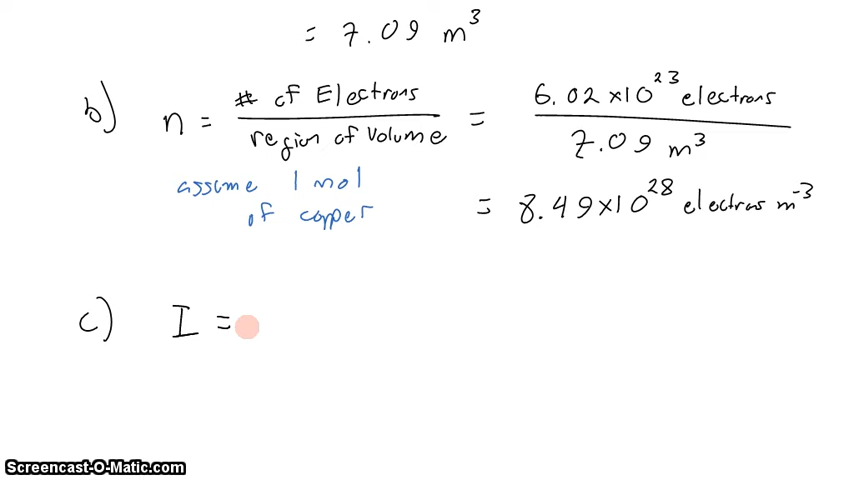 = 7.09 m³
b) n = # of Electrons / region of Volume = 6.02×10²³ electrons / 7.09 m³
assume 1 mol
of copper
= 8.49×10²⁸ electros m⁻³
c) I =
Screencast-O-Matic.com